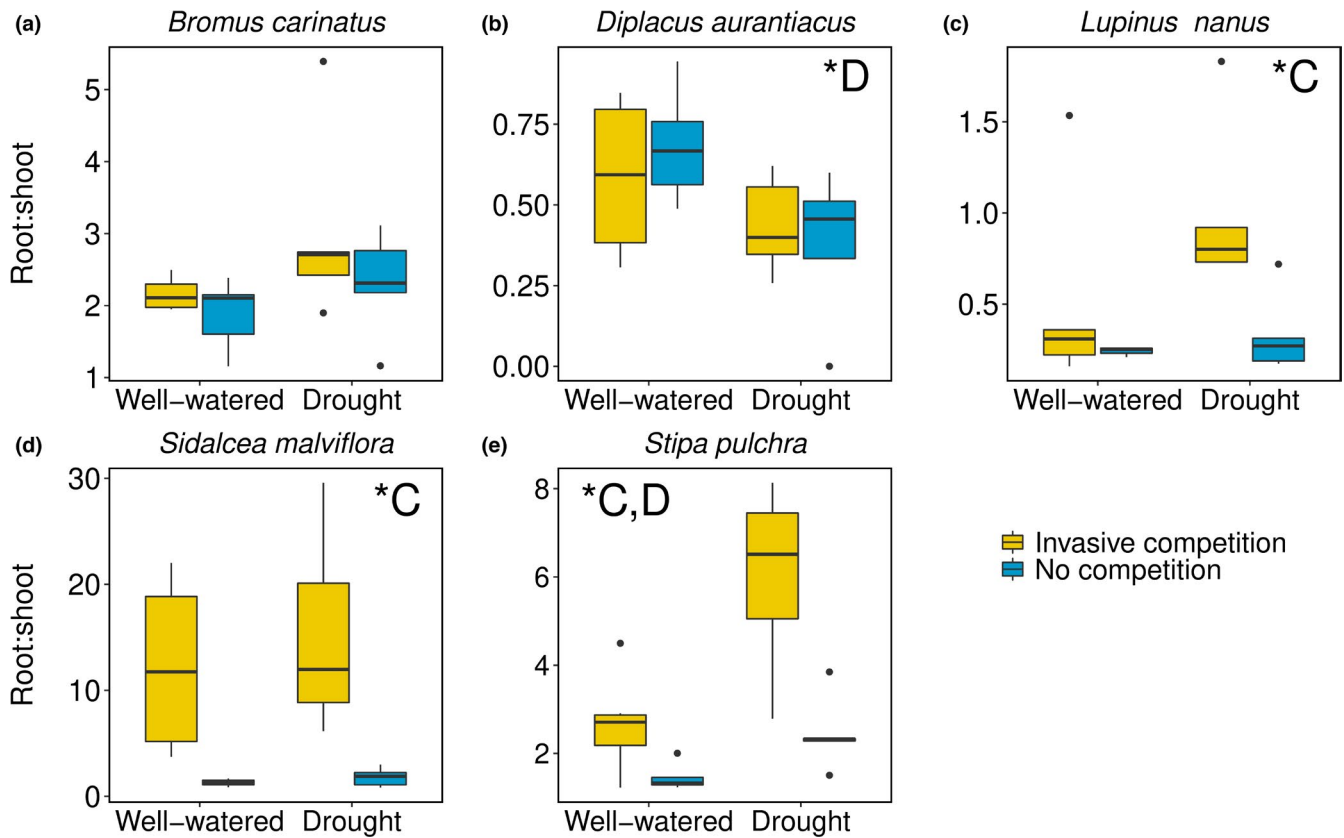 (a) Bromus carinatus
(b) Diplacus aurantiacus
(c) Lupinus nanus
Root:shoot
5
4
3
2
1
Well−watered Drought
*D
0.75
0.50
0.25
0.00
Well−watered Drought
*C
1.5
1.0
0.5
Well−watered Drought
(d) Sidalcea malviflora
(e) Stipa pulchra
Root:shoot
*C
30
20
10
0
Well−watered Drought
*C,D
8
6
4
2
Well−watered Drought
Invasive competition
No competition